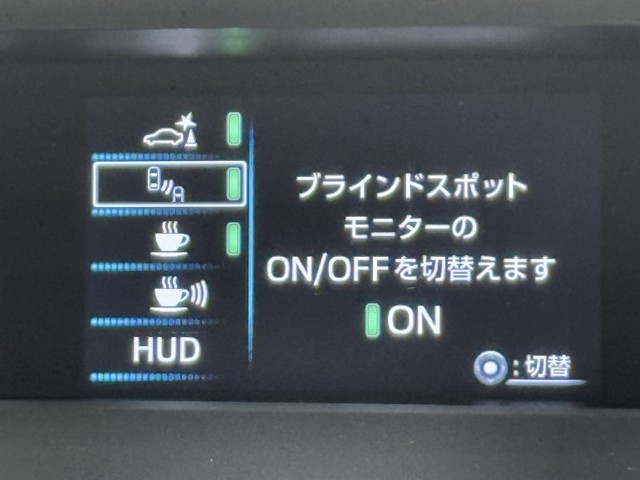 HUD
ブラインドスポット
モニターの
ON/OFFを切替えます
ON
:切替